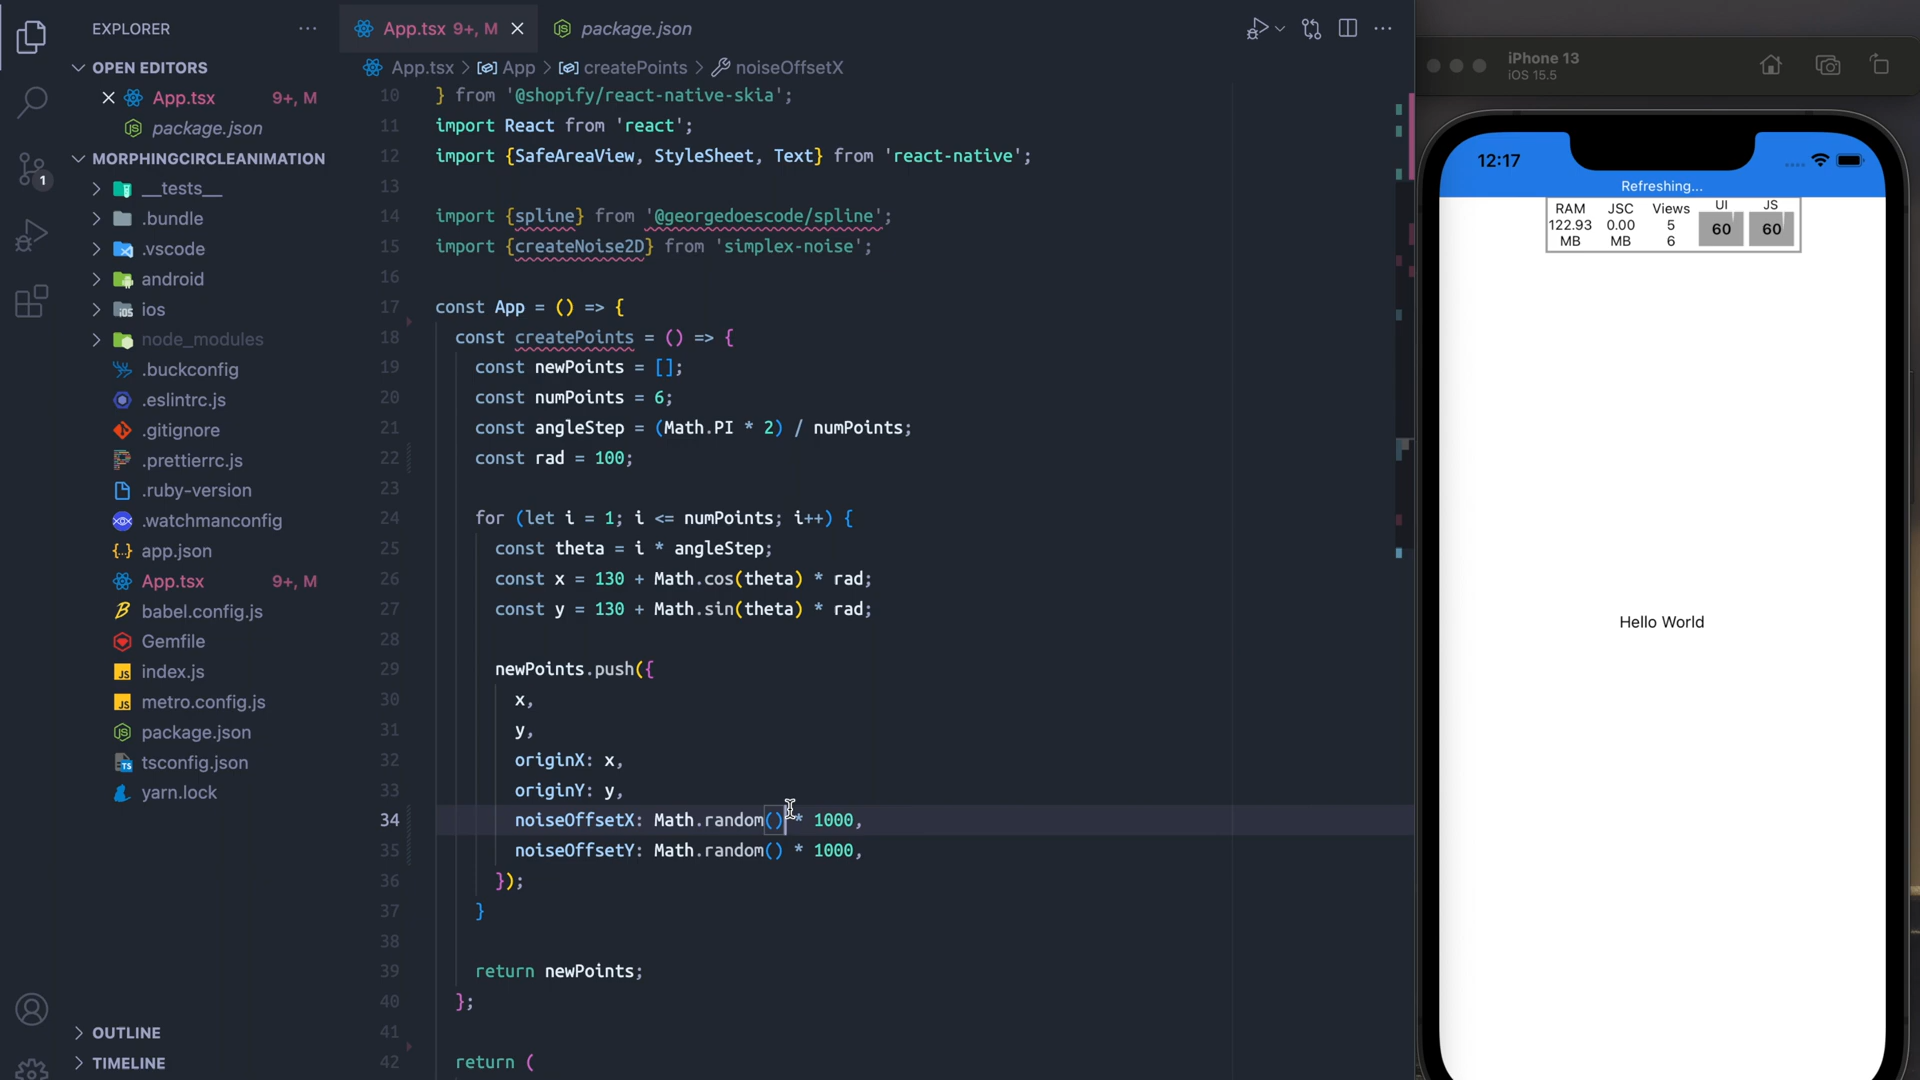 EXPLORER
OPEN EDITORS
App.tsx 9+, M
package.json
MORPHINGCIRCLEANIMATION
__tests__
.bundle
.vscode
android
ios
node_modules
.buckconfig
.eslintrc.js
.gitignore
.prettierrc.js
.ruby-version
.watchmanconfig
app.json
App.tsx 9+, M
babel.config.js
Gemfile
index.js
metro.config.js
package.json
tsconfig.json
yarn.lock
OUTLINE
TIMELINE
1
App.tsx 9+, M
package.json
App.tsx > App > createPoints > noiseOffsetX
10 } from '@shopify/react-native-skia';
11 import React from 'react';
12 import {SafeAreaView, StyleSheet, Text} from 'react-native';
13
14 import {spline} from '@georgedoescode/spline';
15 import {createNoise2D} from 'simplex-noise';
16
17 const App = () => {
18 const createPoints = () => {
19 const newPoints = [];
20 const numPoints = 6;
21 const angleStep = (Math.PI * 2) / numPoints;
22 const rad = 100;
23
24 for (let i = 1; i <= numPoints; i++) {
25 const theta = i * angleStep;
26 const x = 130 + Math.cos(theta) * rad;
27 const y = 130 + Math.sin(theta) * rad;
28
29 newPoints.push({
30 x,
31 y,
32 originX: x,
33 originY: y,
34 noiseOffsetX: Math.random() * 1000,
35 noiseOffsetY: Math.random() * 1000,
36 });
37 }
38
39 return newPoints;
40 };
41
42 return (
iPhone 13
iOS 15.5
12:17
Refreshing...
RAM JSC Views UI JS
122.93 0.00 5 60 60
MB MB 6
Hello World